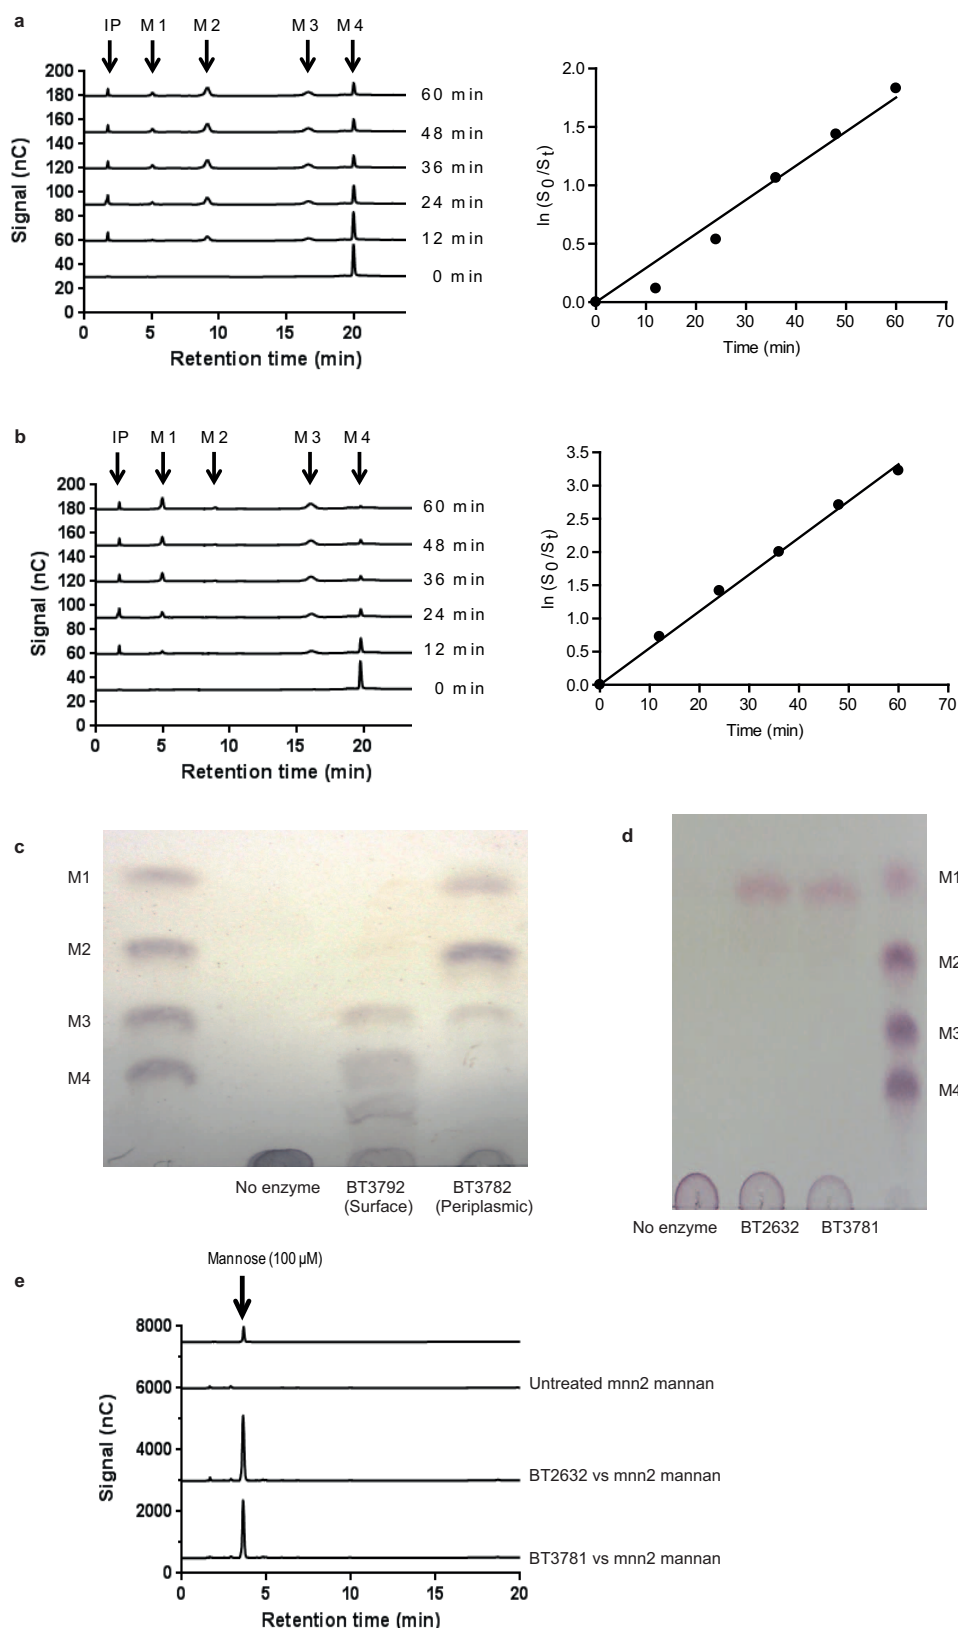 a
IP M1 M2 M3 M4
200
180
160
140
120
100
80
60
40
20
0
Signal (nC)
60 min
48 min
36 min
24 min
12 min
0 min
0 5 10 15 20
Retention time (min)
2.0
1.5
1.0
0.5
0.0
ln (S0/St)
0 10 20 30 40 50 60 70
Time (min)
b
IP M1 M2 M3 M4
200
180
160
140
120
100
80
60
40
20
0
Signal (nC)
60 min
48 min
36 min
24 min
12 min
0 min
0 5 10 15 20
Retention time (min)
3.5
3.0
2.5
2.0
1.5
1.0
0.5
0.0
ln (S0/St)
0 10 20 30 40 50 60 70
Time (min)
c
M1
M2
M3
M4
No enzyme BT3792 BT3782
(Surface) (Periplasmic)
d
M1
M2
M3
M4
No enzyme BT2632 BT3781
e
Mannose (100 µM)
8000
6000
4000
2000
0
Signal (nC)
Untreated mnn2 mannan
BT2632 vs mnn2 mannan
BT3781 vs mnn2 mannan
0 5 10 15 20
Retention time (min)